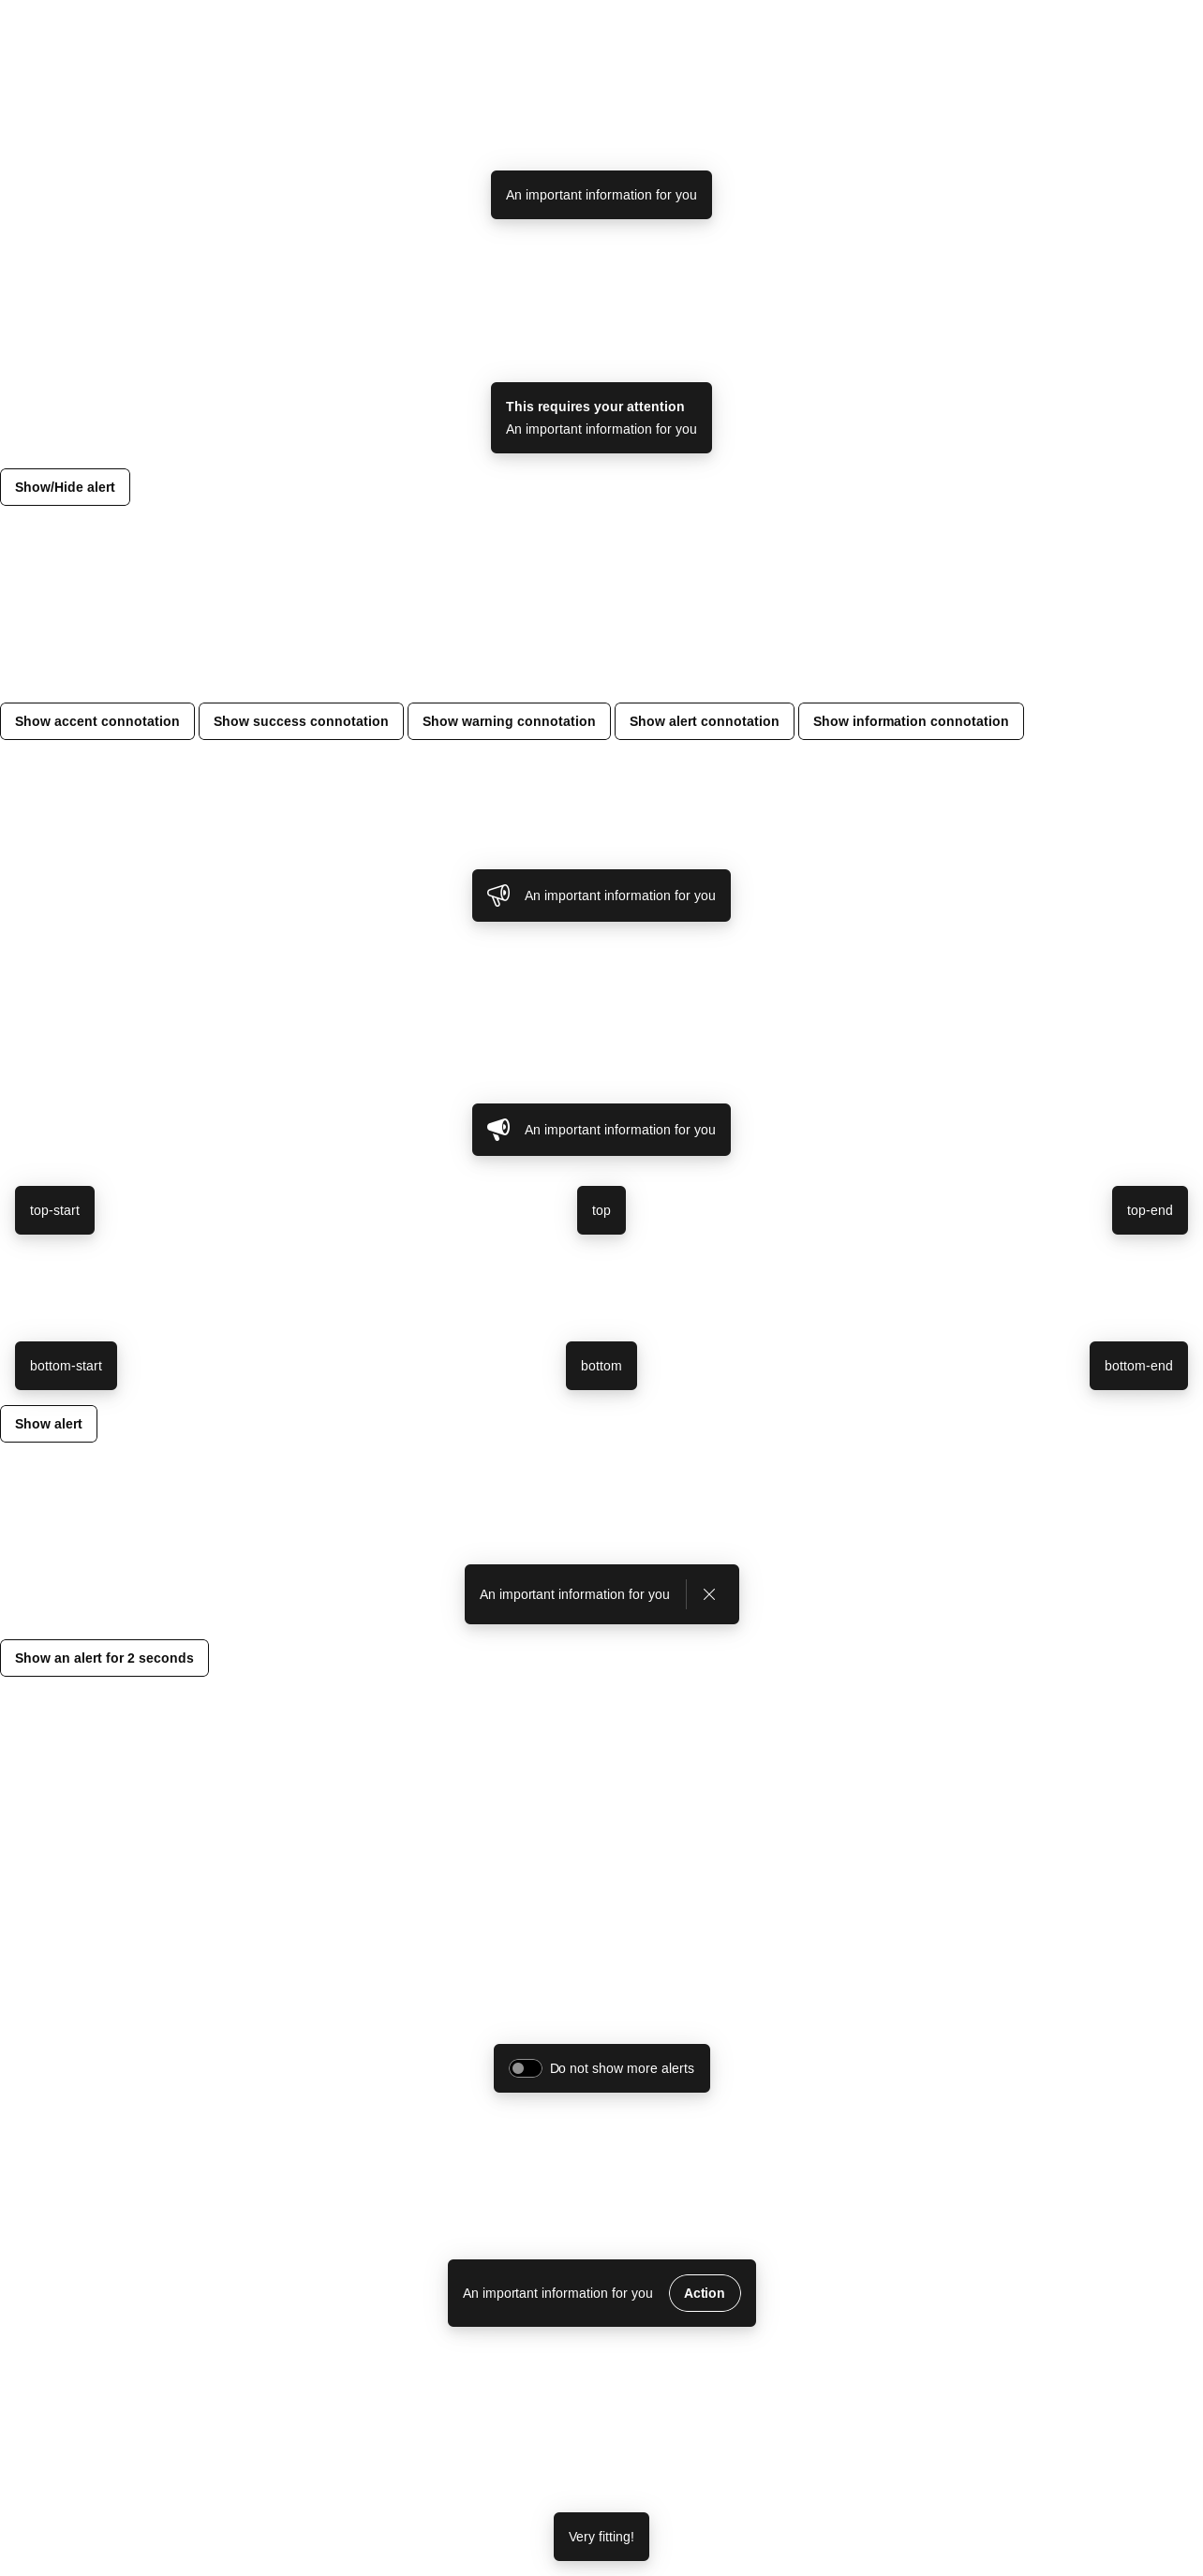 An important information for you
This requires your attention
An important information for you
Show/Hide alert
Show accent connotation Show success connotation Show warning connotation Show alert connotation Show information connotation
An important information for you
An important information for you
top-start top top-end
bottom-start bottom bottom-end
Show alert
An important information for you
Show an alert for 2 seconds
Do not show more alerts
An important information for you Action
Very fitting!